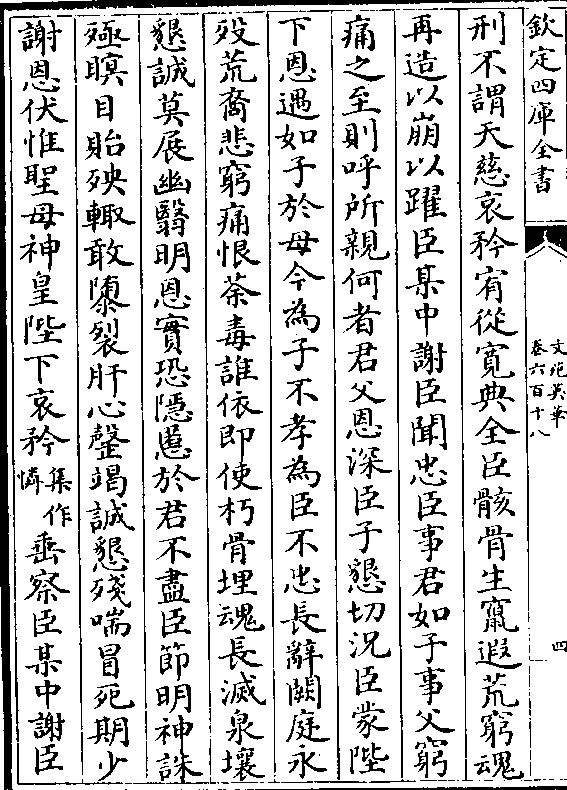 欽定四庫全書
文苑英華
卷六百十八
四
刑不謂天慈哀矜宥從寛典全臣骸骨生竄遐荒窮魂
再造以崩以躍臣某中謝臣聞忠臣事君如子事父窮
痛之至則呼所親何者君父恩深臣子懇切況臣蒙陛
下恩遇如子於母今為子不孝為臣不忠長辭闕庭永
歿荒裔悲窮痛恨荼毒誰依即使朽骨埋魂長滅泉壤
懇誠莫展幽翳明恩實恐隱慝於君不盡臣節明神誅
殛瞑目貽殃輙敢隳裂肝心罄竭誠懇殘喘冒死期少
謝恩伏惟聖母神皇陛下哀矜集作憐垂察臣某中謝臣